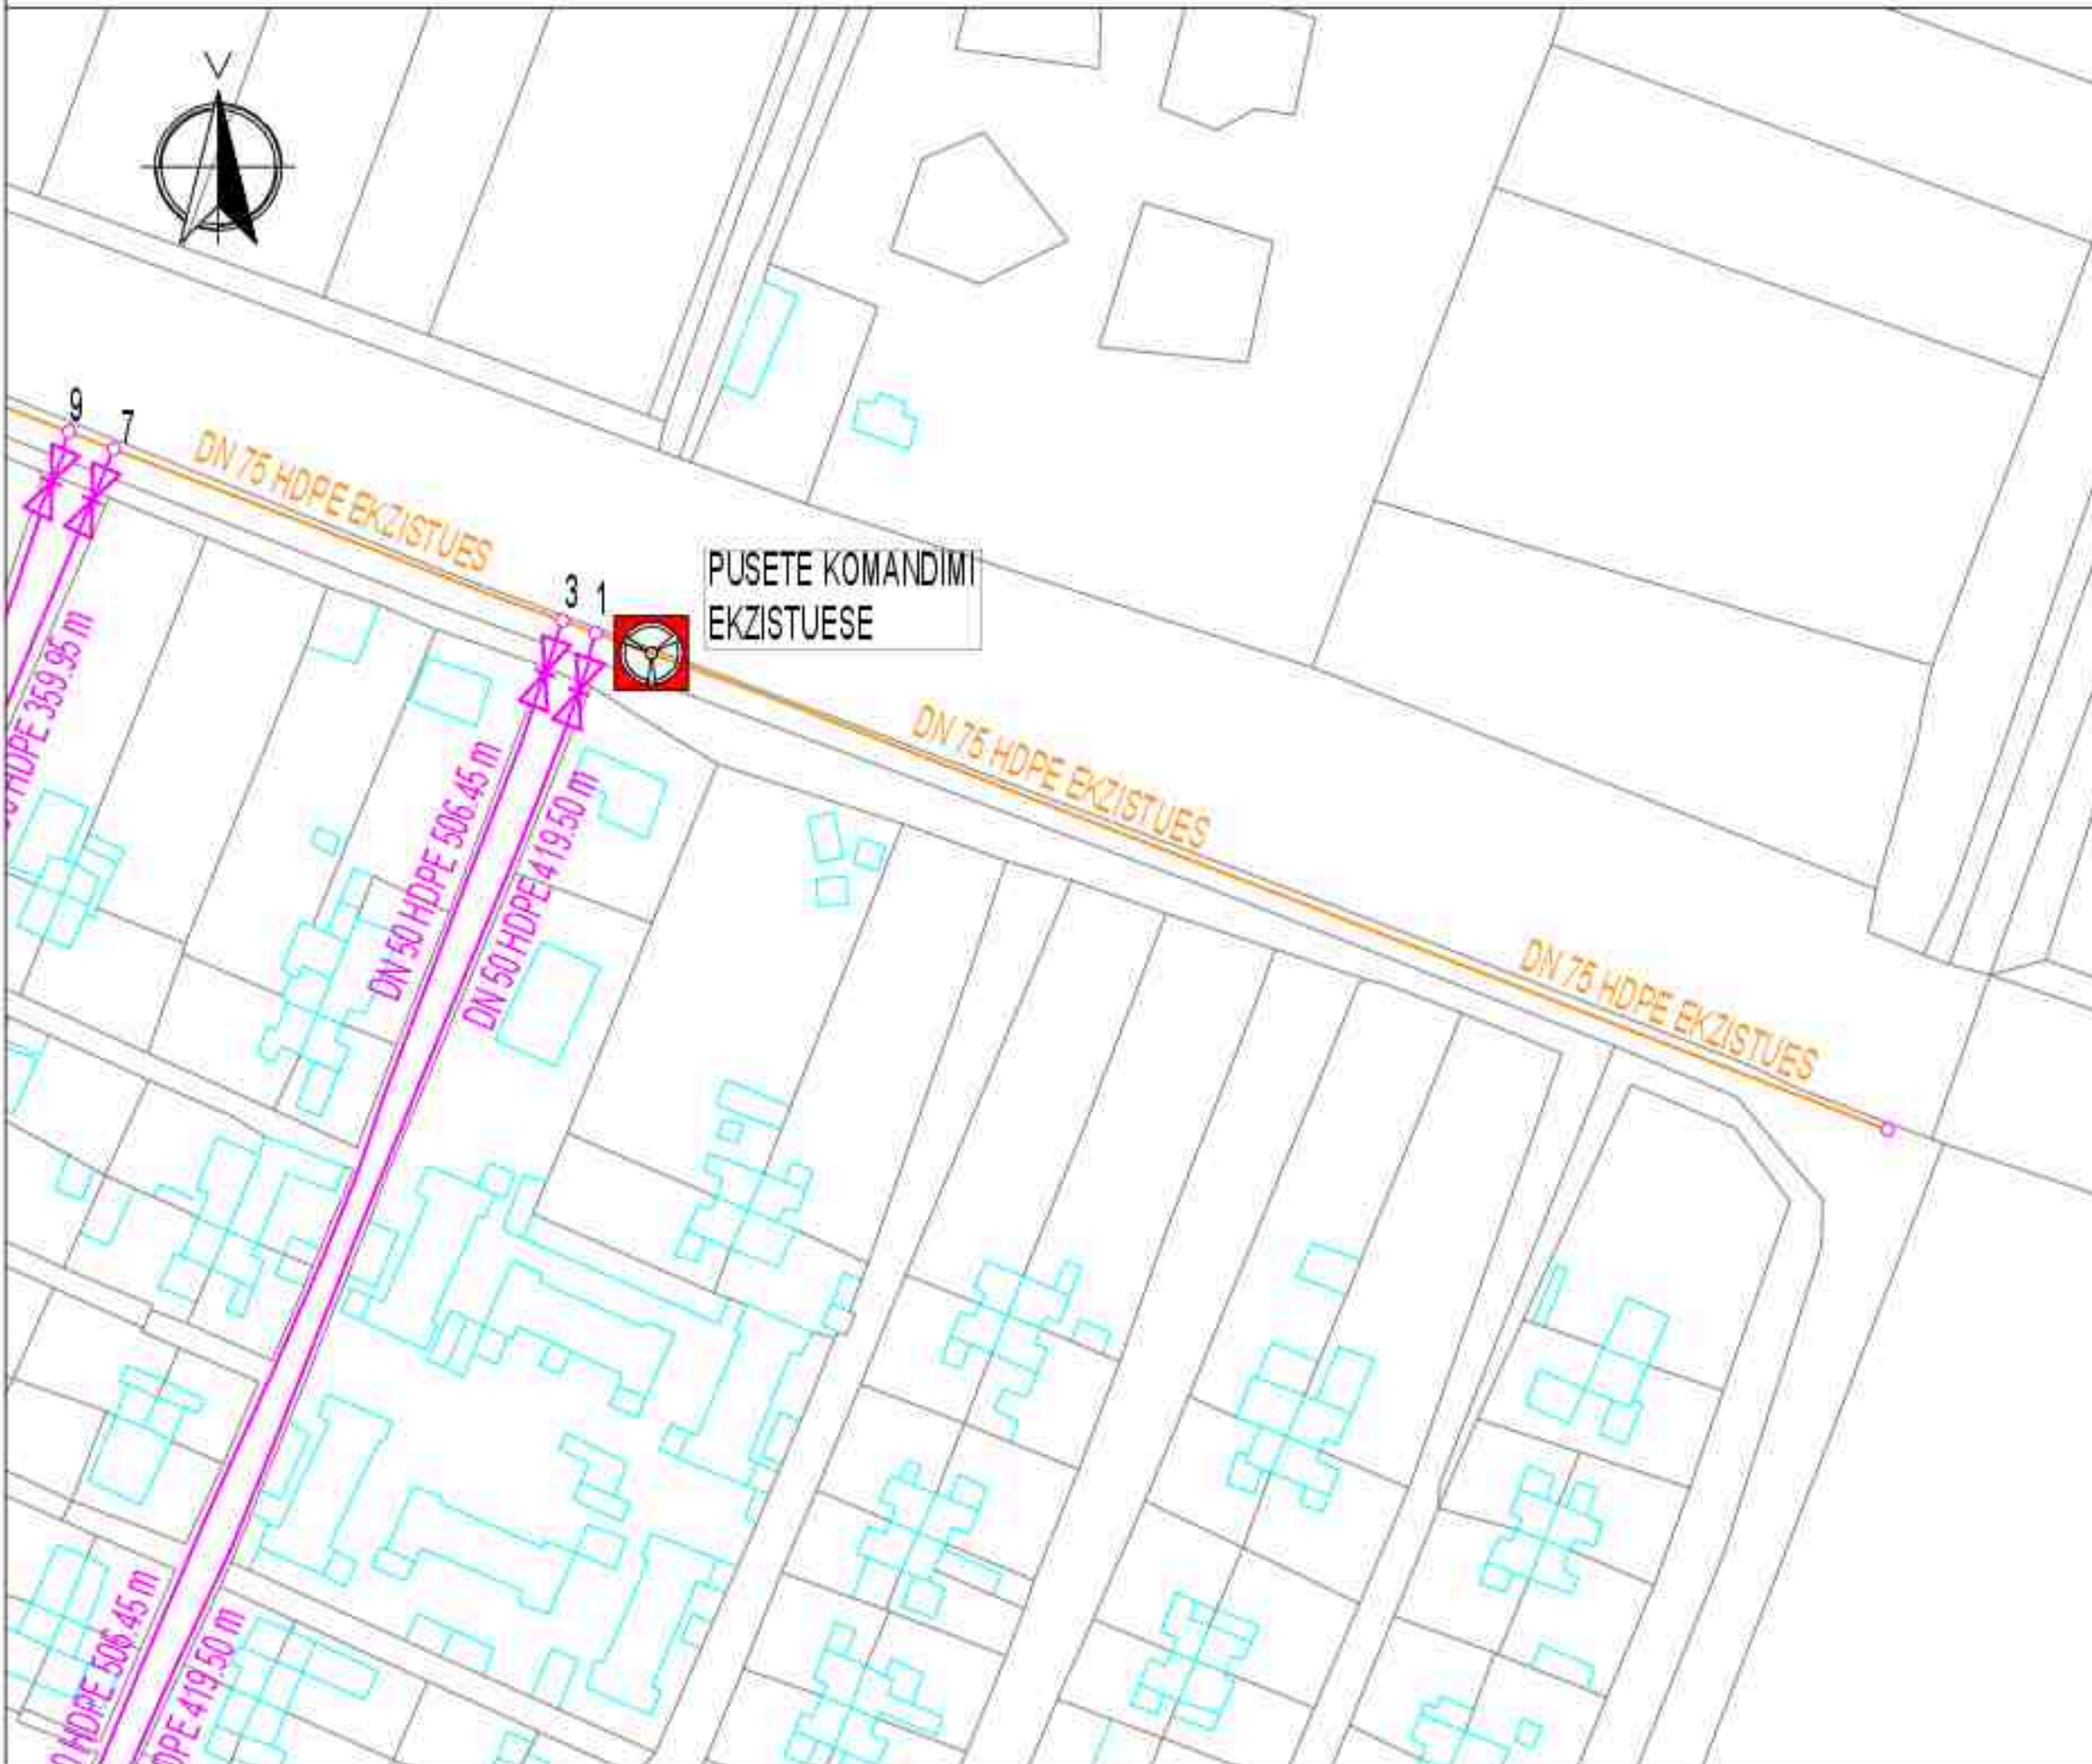 9
7
DN 75 HDPE EKZISTUES
3
1
PUSETE KOMANDIMI
EKZISTUESE
HDPE 359.95 m
DN 75 HDPE EKZISTUES
DN 50 HDPE 506.45 m
DN 50 HDPE 419.50 m
DN 75 HDPE EKZISTUES
HDPE 506.45 m
419.50 m